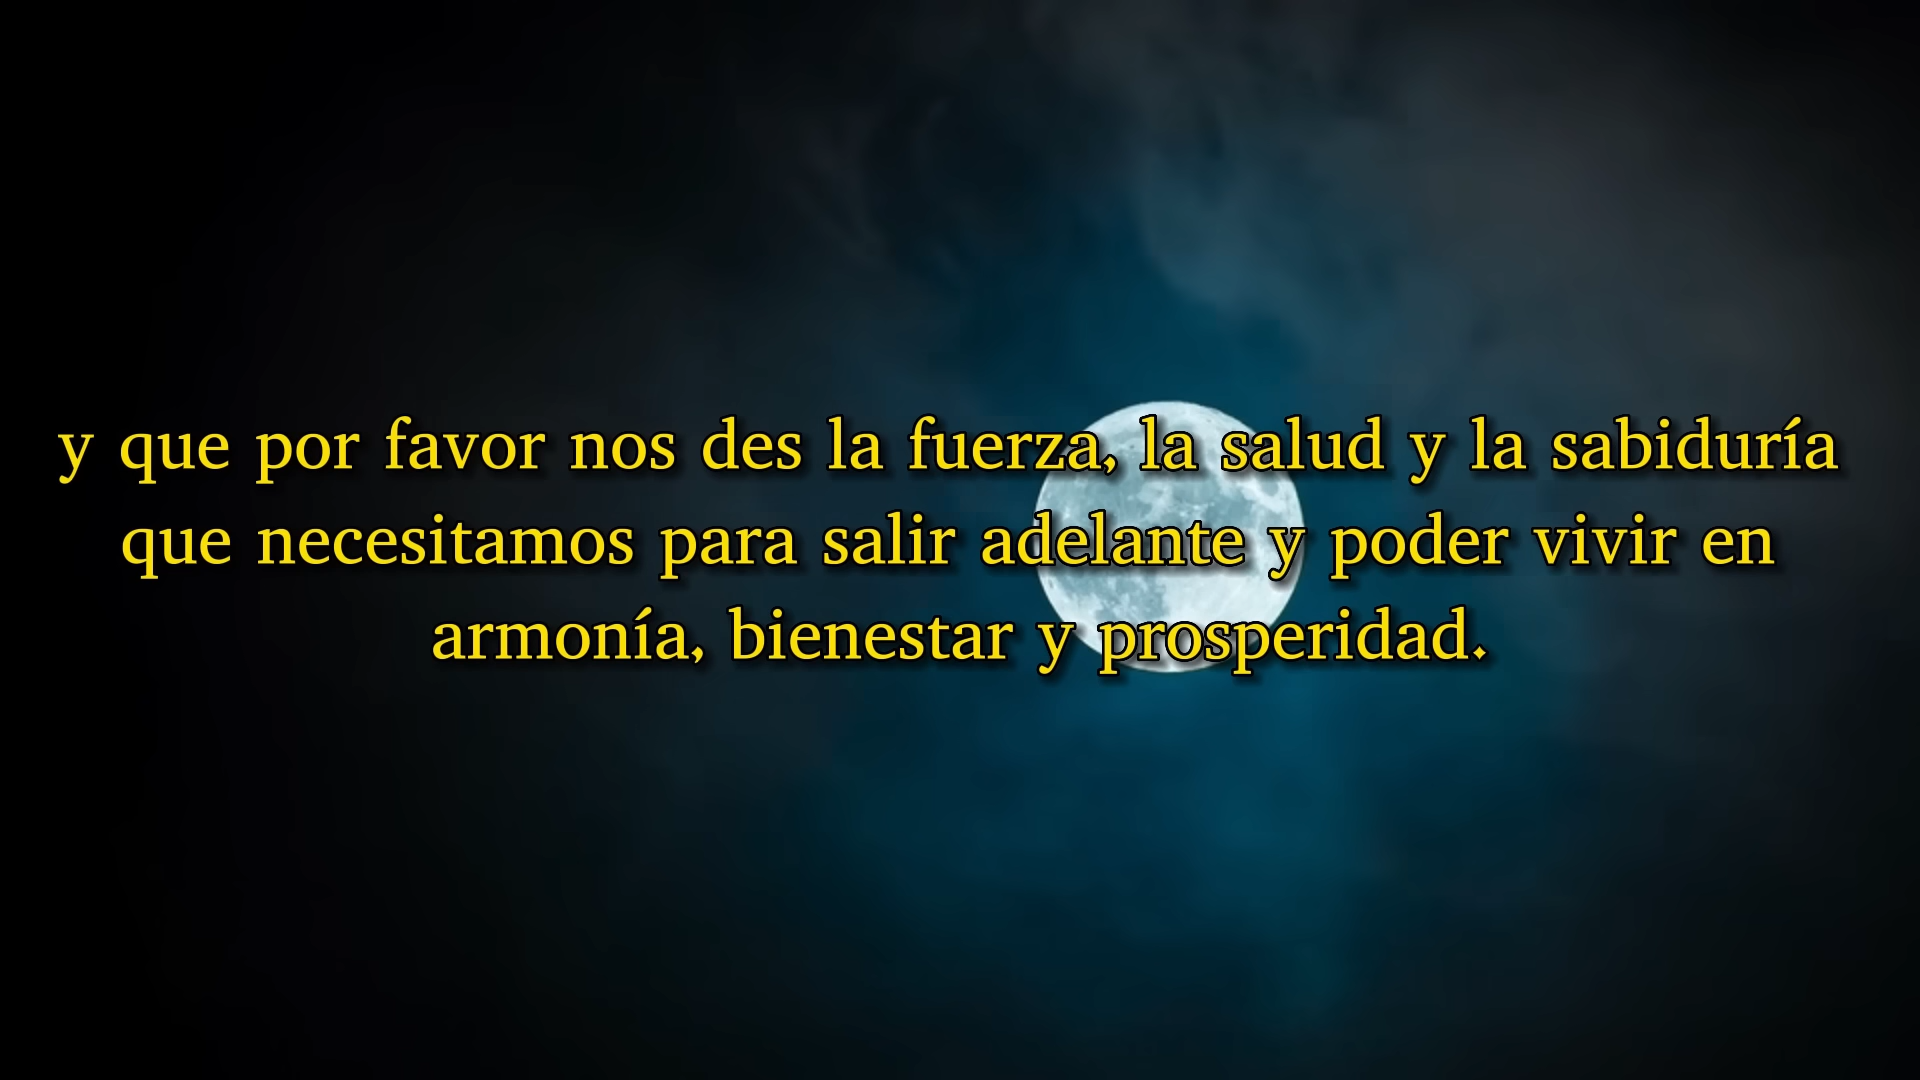 y que por favor nos des la fuerza, la salud y la sabiduría
que necesitamos para salir adelante y poder vivir en
armonía, bienestar y prosperidad.